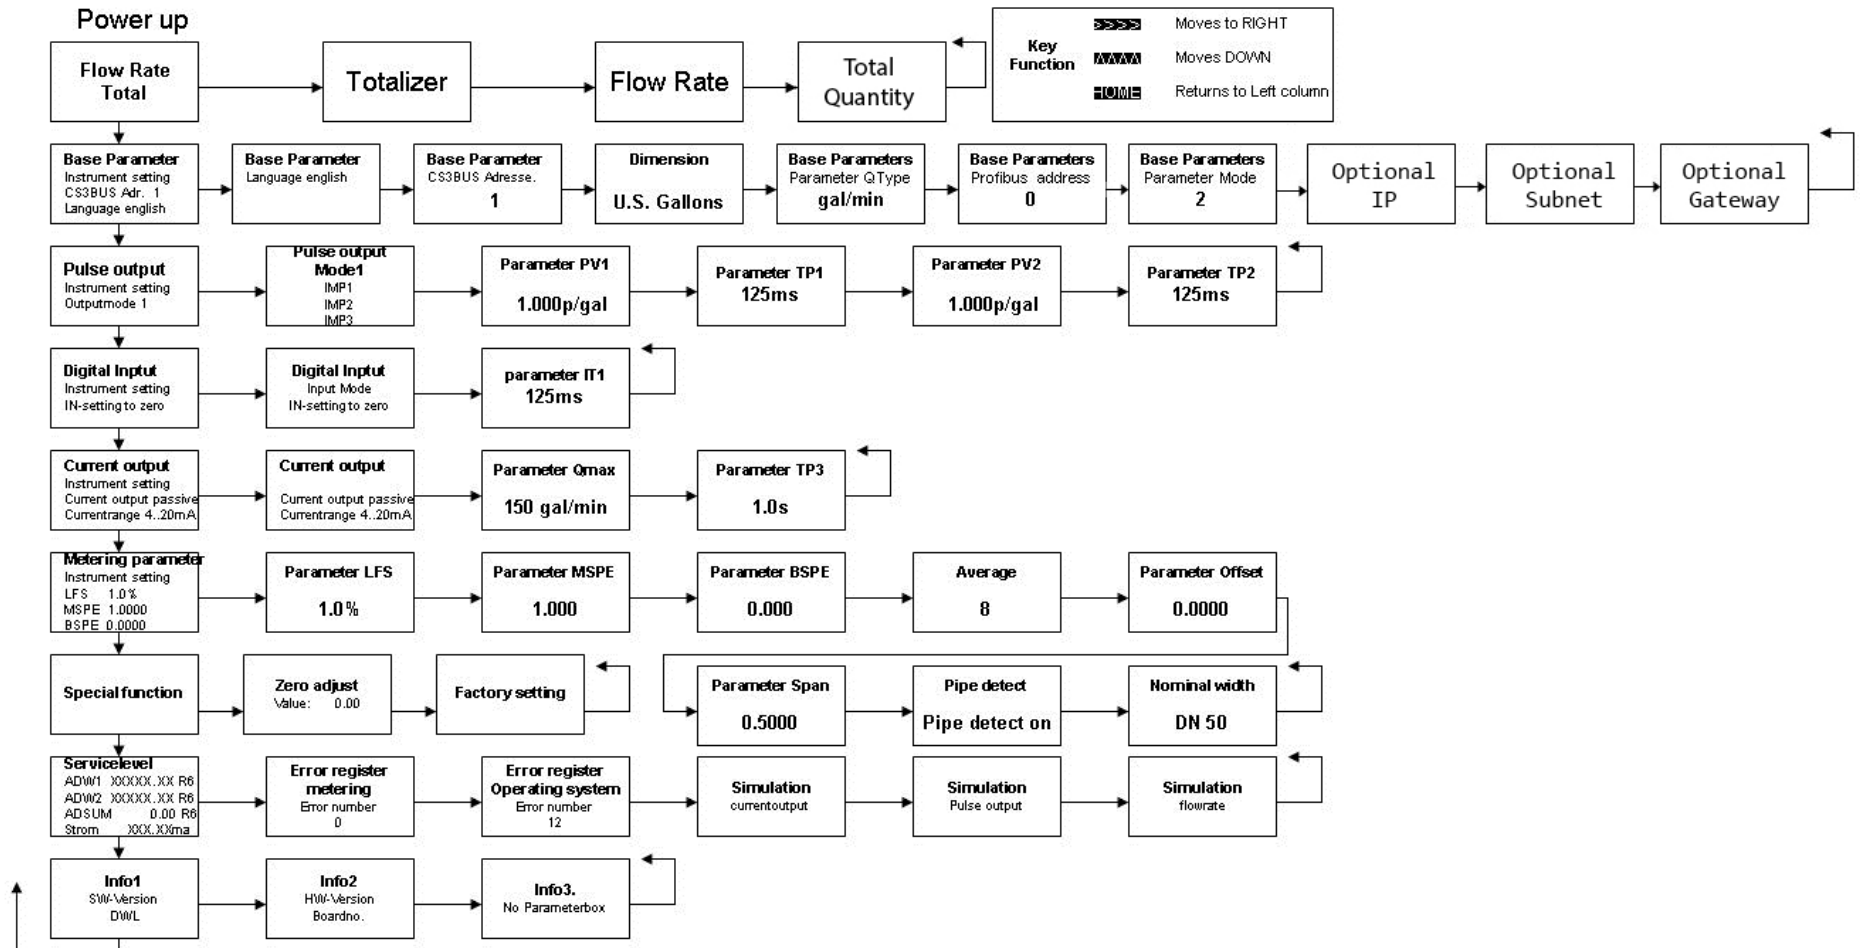 Power up
Flow Rate
Total
Totalizer
Flow Rate
Total
Quantity
Key
Function
>>>> Moves to RIGHT
VVVVV Moves DOWN
HOME Returns to Left column
Base Parameter
Instrument setting
CS3BUS Adr. 1
Language english
Base Parameter
Language english
Base Parameter
CS3BUS Adresse.
1
Dimension
U.S. Gallons
Base Parameters
Parameter QType
gal/min
Base Parameters
Profibus address
0
Base Parameters
Parameter Mode
2
Optional
IP
Optional
Subnet
Optional
Gateway
Pulse output
Instrument setting
Outputmode 1
Pulse output
Mode1
IMP1
IMP2
IMP3
Parameter PV1
1.000p/gal
Parameter TP1
125ms
Parameter PV2
1.000p/gal
Parameter TP2
125ms
Digital Inptut
Instrument setting
IN-setting to zero
Digital Inptut
Input Mode
IN-setting to zero
parameter IT1
125ms
Current output
Instrument setting
Current output passive
Currentrange 4..20mA
Current output
Current output passive
Currentrange 4..20mA
Parameter Qmax
150 gal/min
Parameter TP3
1.0s
Metering parameter
Instrument setting
LFS 1.0%
MSPE 1.0000
BSPE 0.0000
Parameter LFS
1.0%
Parameter MSPE
1.000
Parameter BSPE
0.000
Average
8
Parameter Offset
0.0000
Special function
Zero adjust
Value: 0.00
Factory setting
Parameter Span
0.5000
Pipe detect
Pipe detect on
Nominal width
DN 50
Servicelevel
ADW1 XXXXX.XX R6
ADW2 XXXXX.XX R6
ADSUM 0.00 R6
Strom XXX.XXma
Error register
metering
Error number
0
Error register
Operating system
Error number
12
Simulation
currentoutput
Simulation
Pulse output
Simulation
flowrate
Info1
SW-Version
DWL
Info2
HW-Version
Boardno.
Info3.
No Parameterbox